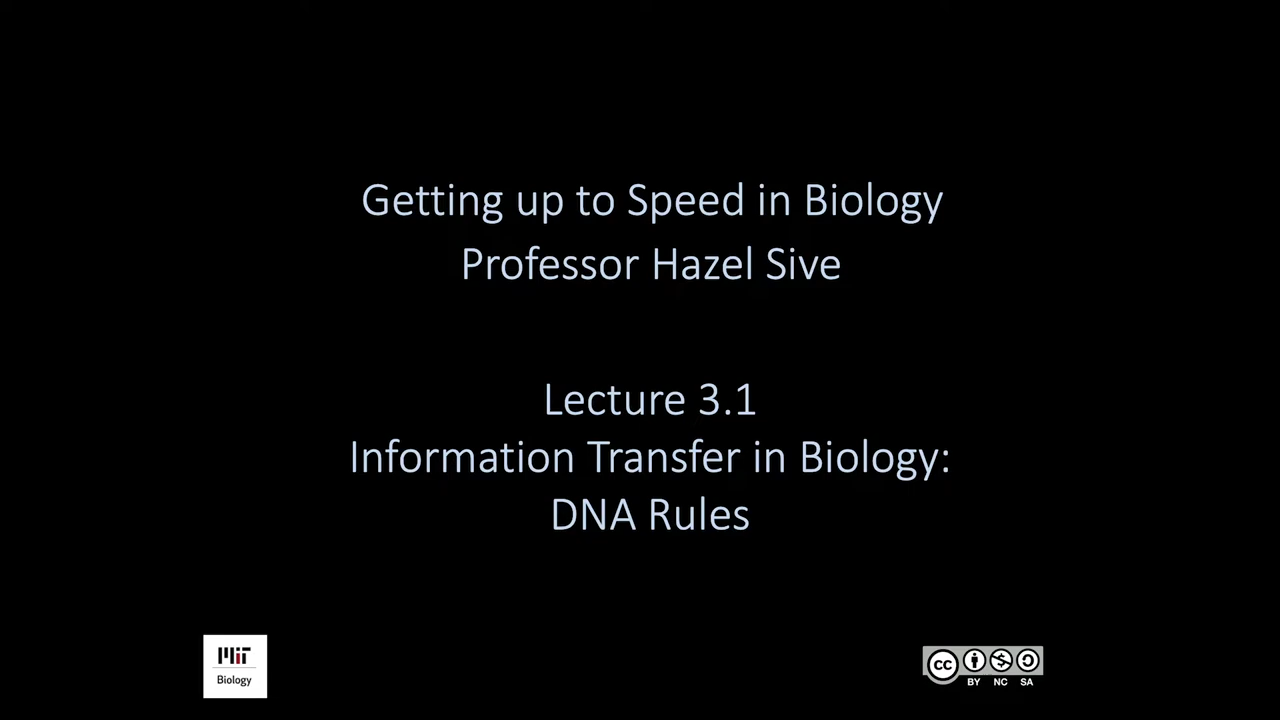 Getting up to Speed in Biology
Professor Hazel Sive
Lecture 3.1
Information Transfer in Biology:
DNA Rules
MIT
Biology
cc
BY NC SA